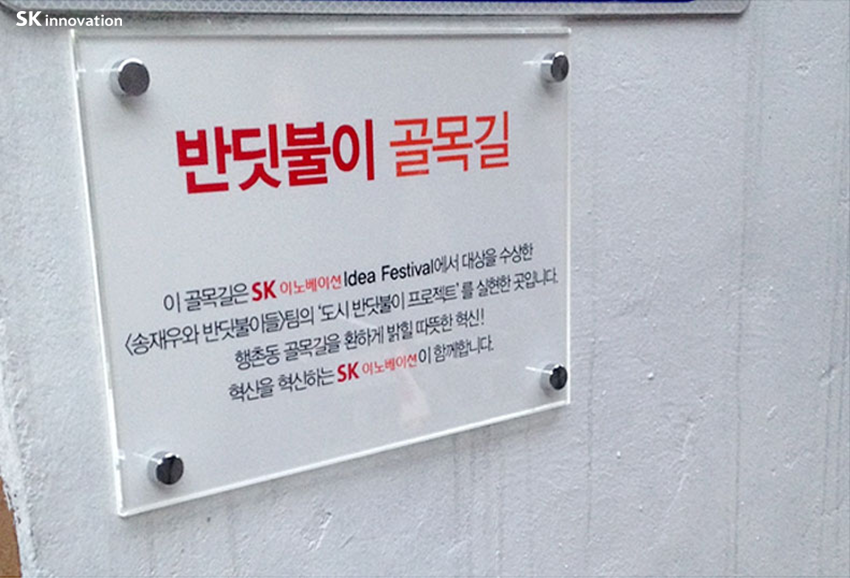 SK innovation
반딧불이 골목길
이 골목길은 SK 이노베이션 Idea Festival에서 대상을 수상한
<송재우와 반딧불이들>팀의 '도시 반딧불이 프로젝트'를 실현한 곳입니다.
행촌동 골목길을 환하게 밝힐 따뜻한 혁신!
혁신을 혁신하는 SK 이노베이션이 함께합니다.